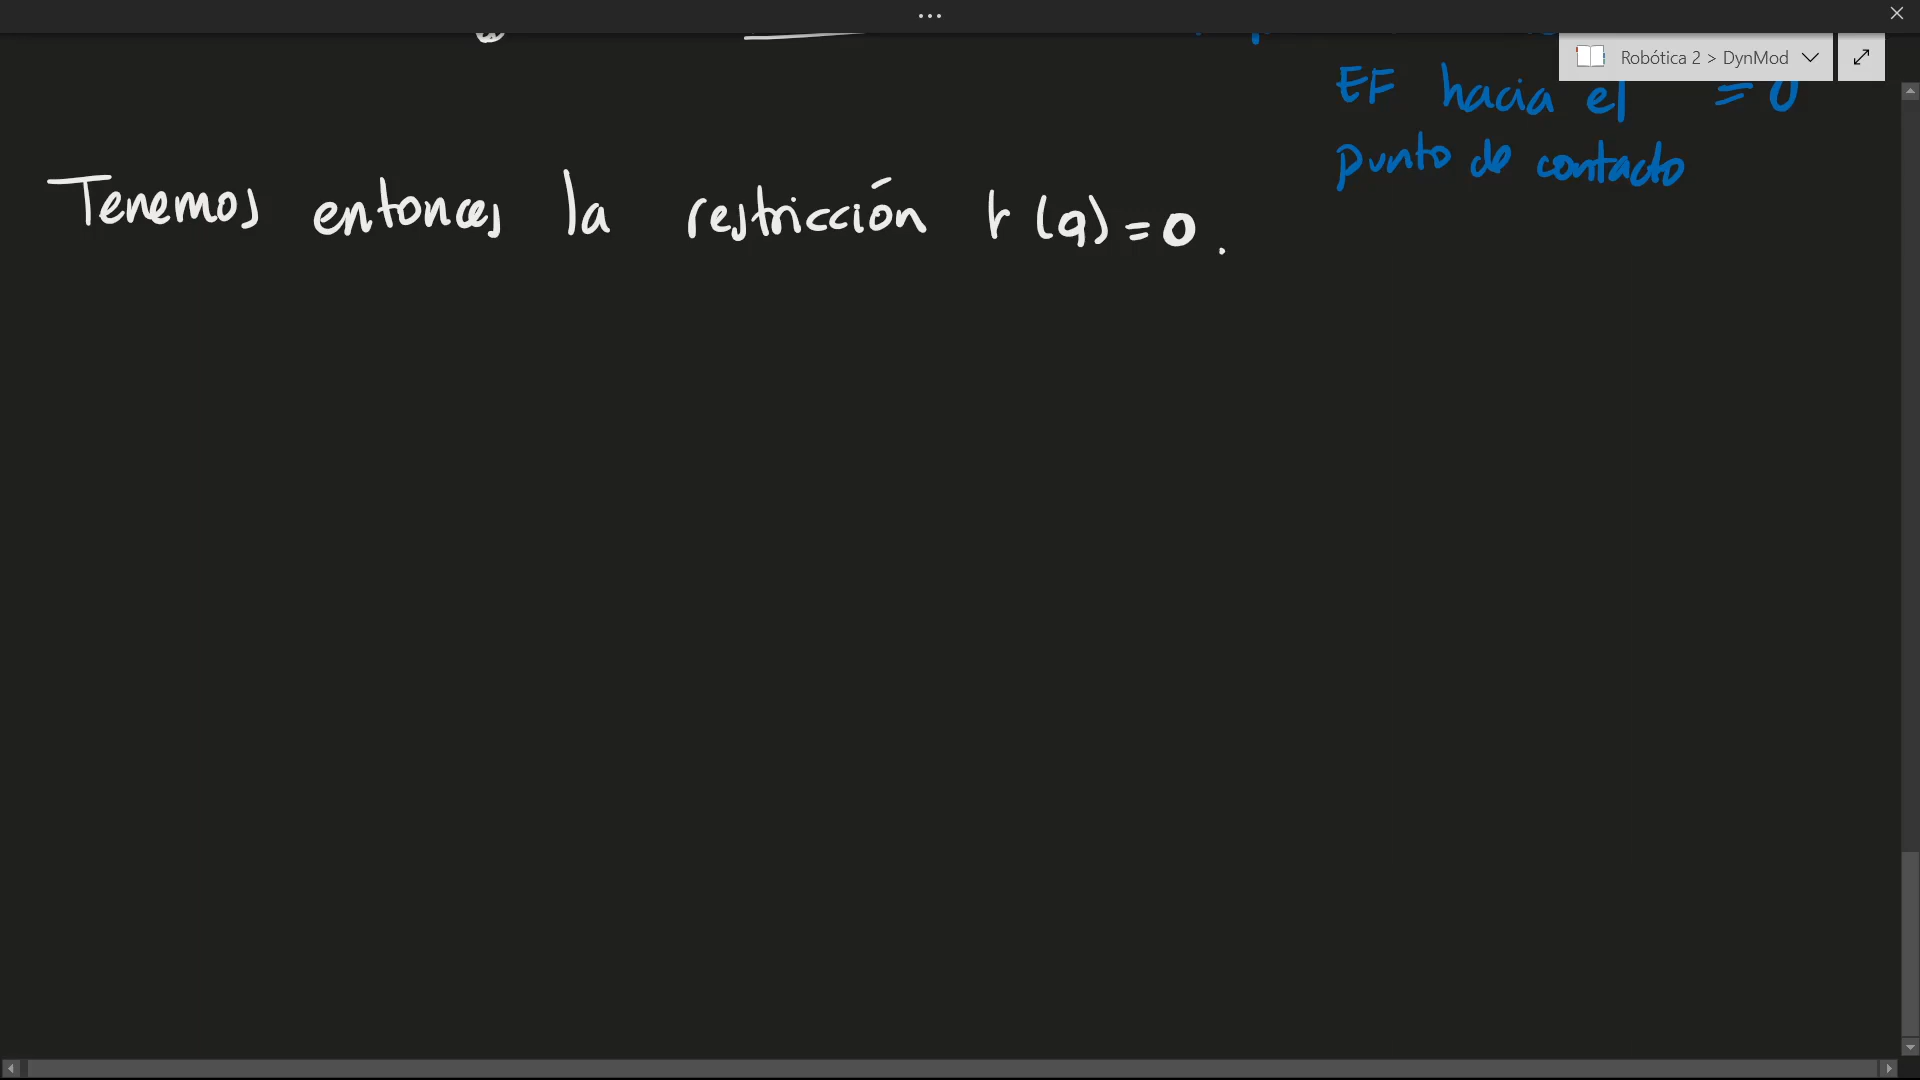 Robótica 2 > DynMod
EF hacia el = 0
punto de contacto
Tenemos entonces la restricción r(q) = 0.